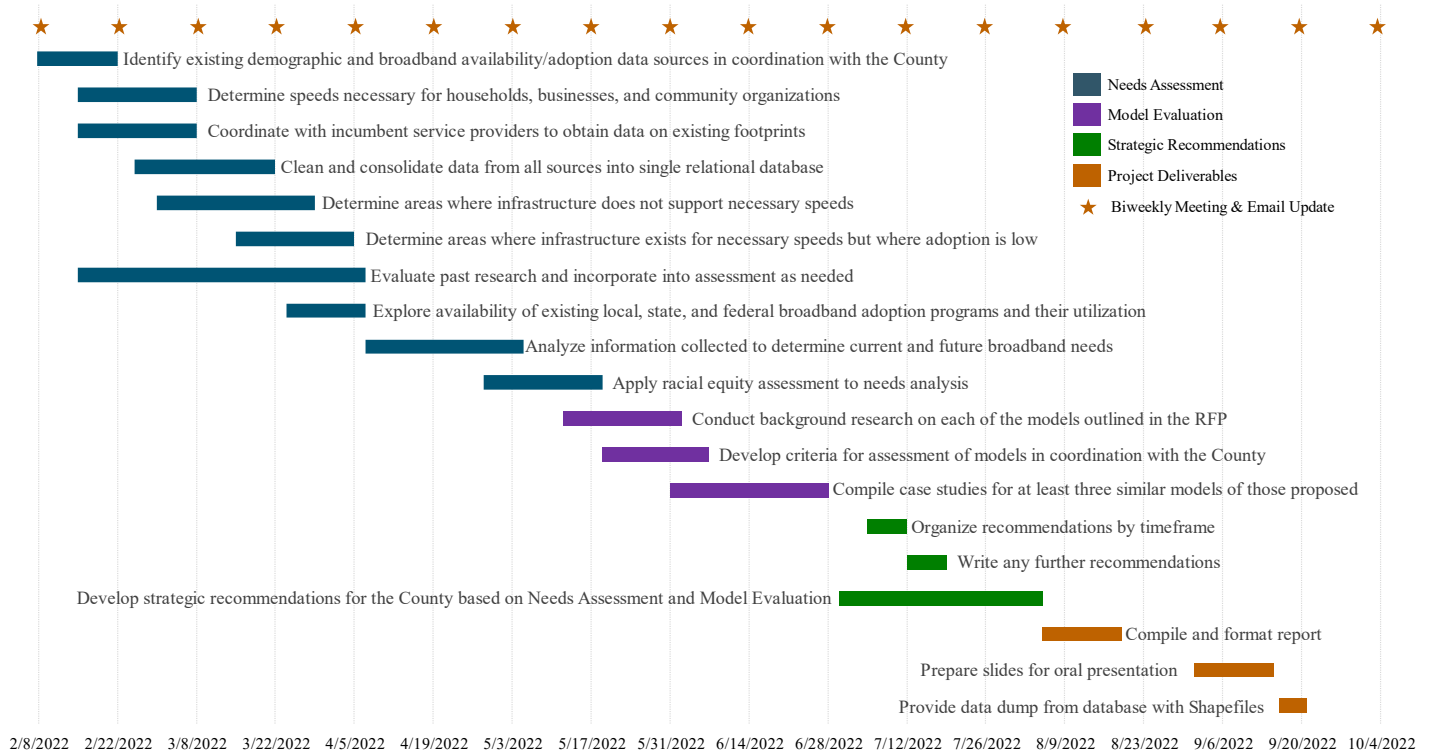 Identify existing demographic and broadband availability/adoption data sources in coordination with the County
Needs Assessment
Determine speeds necessary for households, businesses, and community organizations
Model Evaluation
Coordinate with incumbent service providers to obtain data on existing footprints
Strategic Recommendations
Clean and consolidate data from all sources into single relational database
Project Deliverables
Determine areas where infrastructure does not support necessary speeds
Biweekly Meeting & Email Update
Determine areas where infrastructure exists for necessary speeds but where adoption is low
Evaluate past research and incorporate into assessment as needed
Explore availability of existing local, state, and federal broadband adoption programs and their utilization
Analyze information collected to determine current and future broadband needs
Apply racial equity assessment to needs analysis
Conduct background research on each of the models outlined in the RFP
Develop criteria for assessment of models in coordination with the County
Compile case studies for at least three similar models of those proposed
Organize recommendations by timeframe
Write any further recommendations
Develop strategic recommendations for the County based on Needs Assessment and Model Evaluation
Compile and format report
Prepare slides for oral presentation
Provide data dump from database with Shapefiles
2/8/2022 2/22/2022 3/8/2022 3/22/2022 4/5/2022 4/19/2022 5/3/2022 5/17/2022 5/31/2022 6/14/2022 6/28/2022 7/12/2022 7/26/2022 8/9/2022 8/23/2022 9/6/2022 9/20/2022 10/4/2022